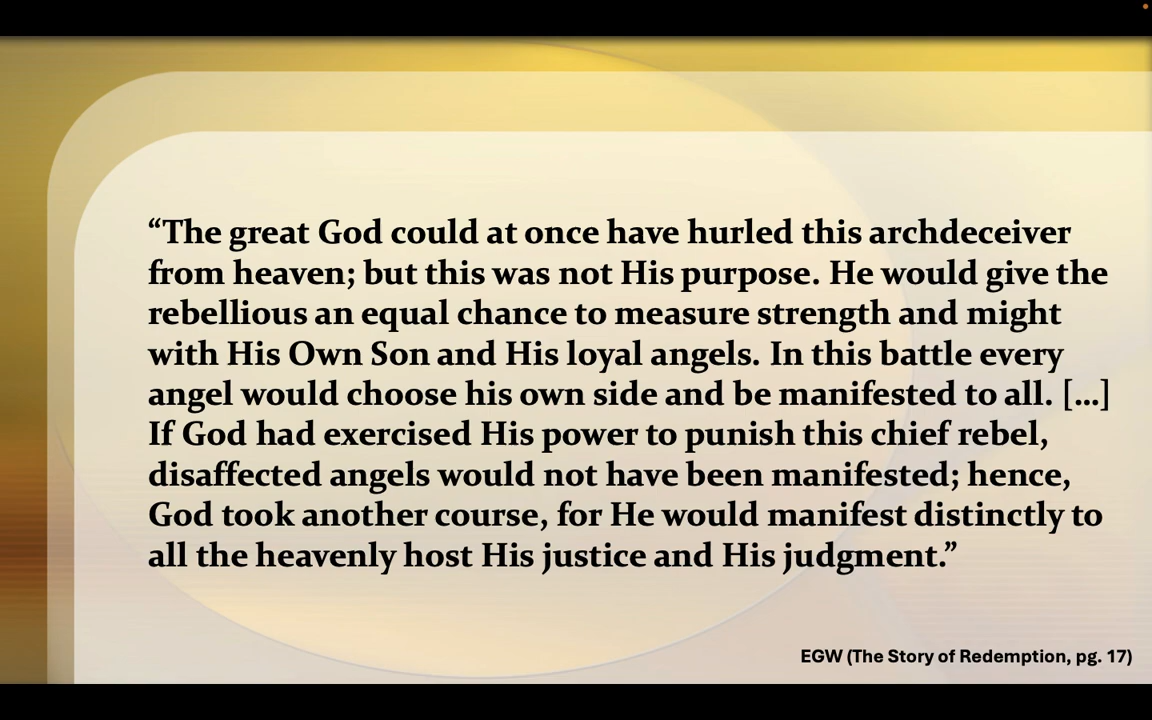 “The great God could at once have hurled this archdeceiver
from heaven; but this was not His purpose. He would give the
rebellious an equal chance to measure strength and might
with His Own Son and His loyal angels. In this battle every
angel would choose his own side and be manifested to all. [...]
If God had exercised His power to punish this chief rebel,
disaffected angels would not have been manifested; hence,
God took another course, for He would manifest distinctly to
all the heavenly host His justice and His judgment.”
EGW (The Story of Redemption, pg. 17)